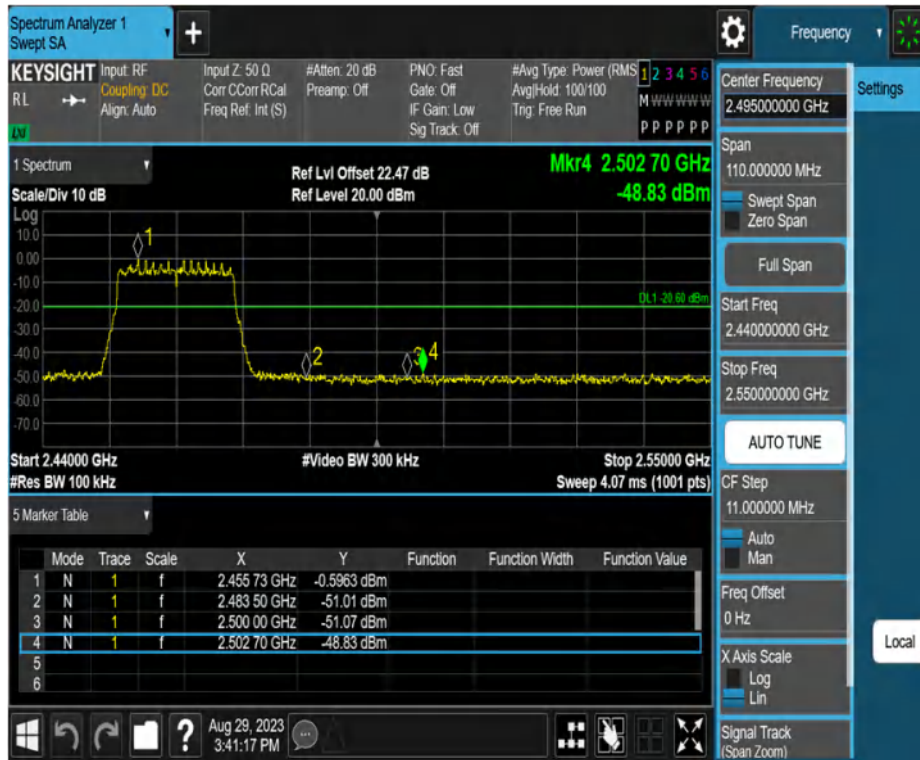 Spectrum Analyzer 1
Swept SA
Frequency
KEYSIGHT
RL
LXI
Input: RF
Coupling: DC
Align: Auto
Input Z: 50 Ω
Corr CCorr RCal
Freq Ref: Int (S)
#Atten: 20 dB
Preamp: Off
PNO: Fast
Gate: Off
IF Gain: Low
Sig Track: Off
#Avg Type: Power (RMS
Avg|Hold: 100/100
Trig: Free Run
1 2 3 4 5 6
M W W W W W
P P P P P P
Center Frequency
2.495000000 GHz
Settings
Span
110.000000 MHz
Swept Span
Zero Span
Full Span
Start Freq
2.440000000 GHz
Stop Freq
2.550000000 GHz
AUTO TUNE
CF Step
11.000000 MHz
Auto
Man
Freq Offset
0 Hz
X Axis Scale
Log
Lin
Signal Track
(Span Zoom)
Local
1 Spectrum
Scale/Div 10 dB
Ref Lvl Offset 22.47 dB
Ref Level 20.00 dBm
Mkr4 2.502 70 GHz
-48.83 dBm
Log
10.0
0.00
-10.0
-20.0
-30.0
-40.0
-50.0
-60.0
-70.0
1
2
3
4
DL1 -20.60 dBm
Start 2.44000 GHz
#Video BW 300 kHz
Stop 2.55000 GHz
#Res BW 100 kHz
Sweep 4.07 ms (1001 pts)
5 Marker Table
Mode Trace Scale X Y Function Function Width Function Value
1 N 1 f 2.455 73 GHz -0.5963 dBm
2 N 1 f 2.483 50 GHz -51.01 dBm
3 N 1 f 2.500 00 GHz -51.07 dBm
4 N 1 f 2.502 70 GHz -48.83 dBm
5
6
?
Aug 29, 2023
3:41:17 PM